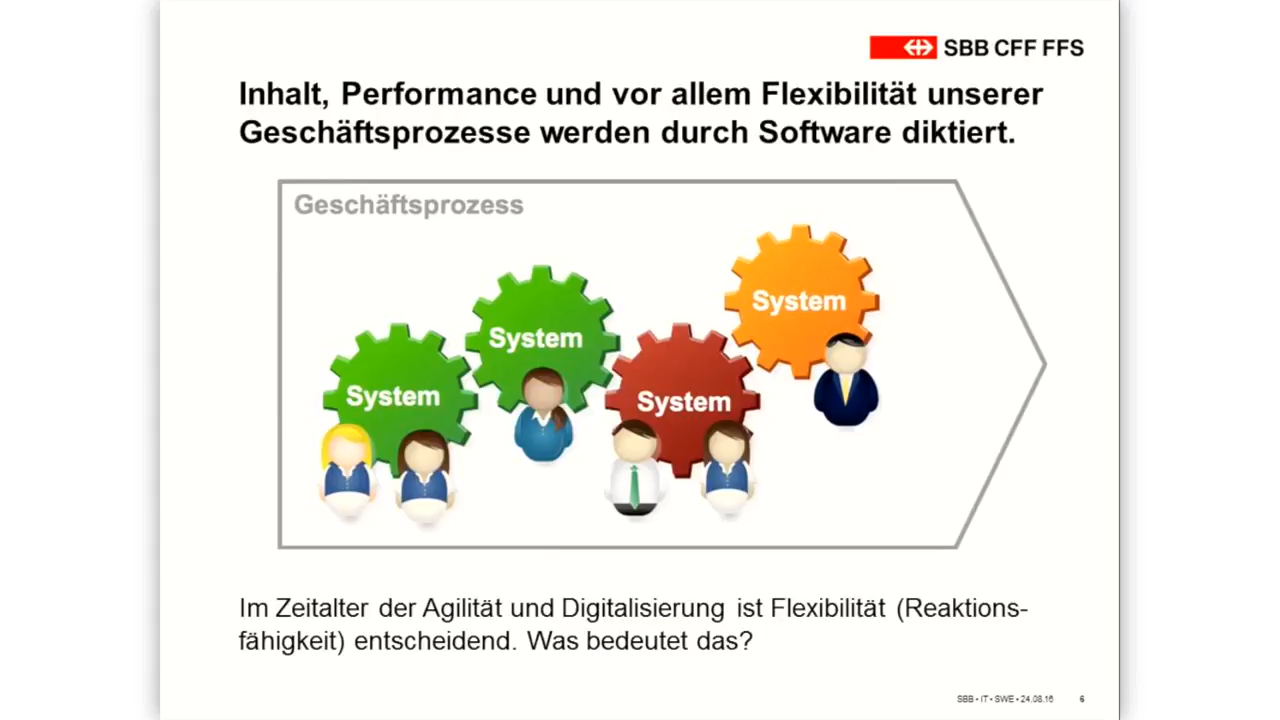 SBB CFF FFS
Inhalt, Performance und vor allem Flexibilität unserer
Geschäftsprozesse werden durch Software diktiert.
Geschäftsprozess
System
System
System
System
Im Zeitalter der Agilität und Digitalisierung ist Flexibilität (Reaktions-
fähigkeit) entscheidend. Was bedeutet das?
SBB • IT • SWE • 24.08.16 6